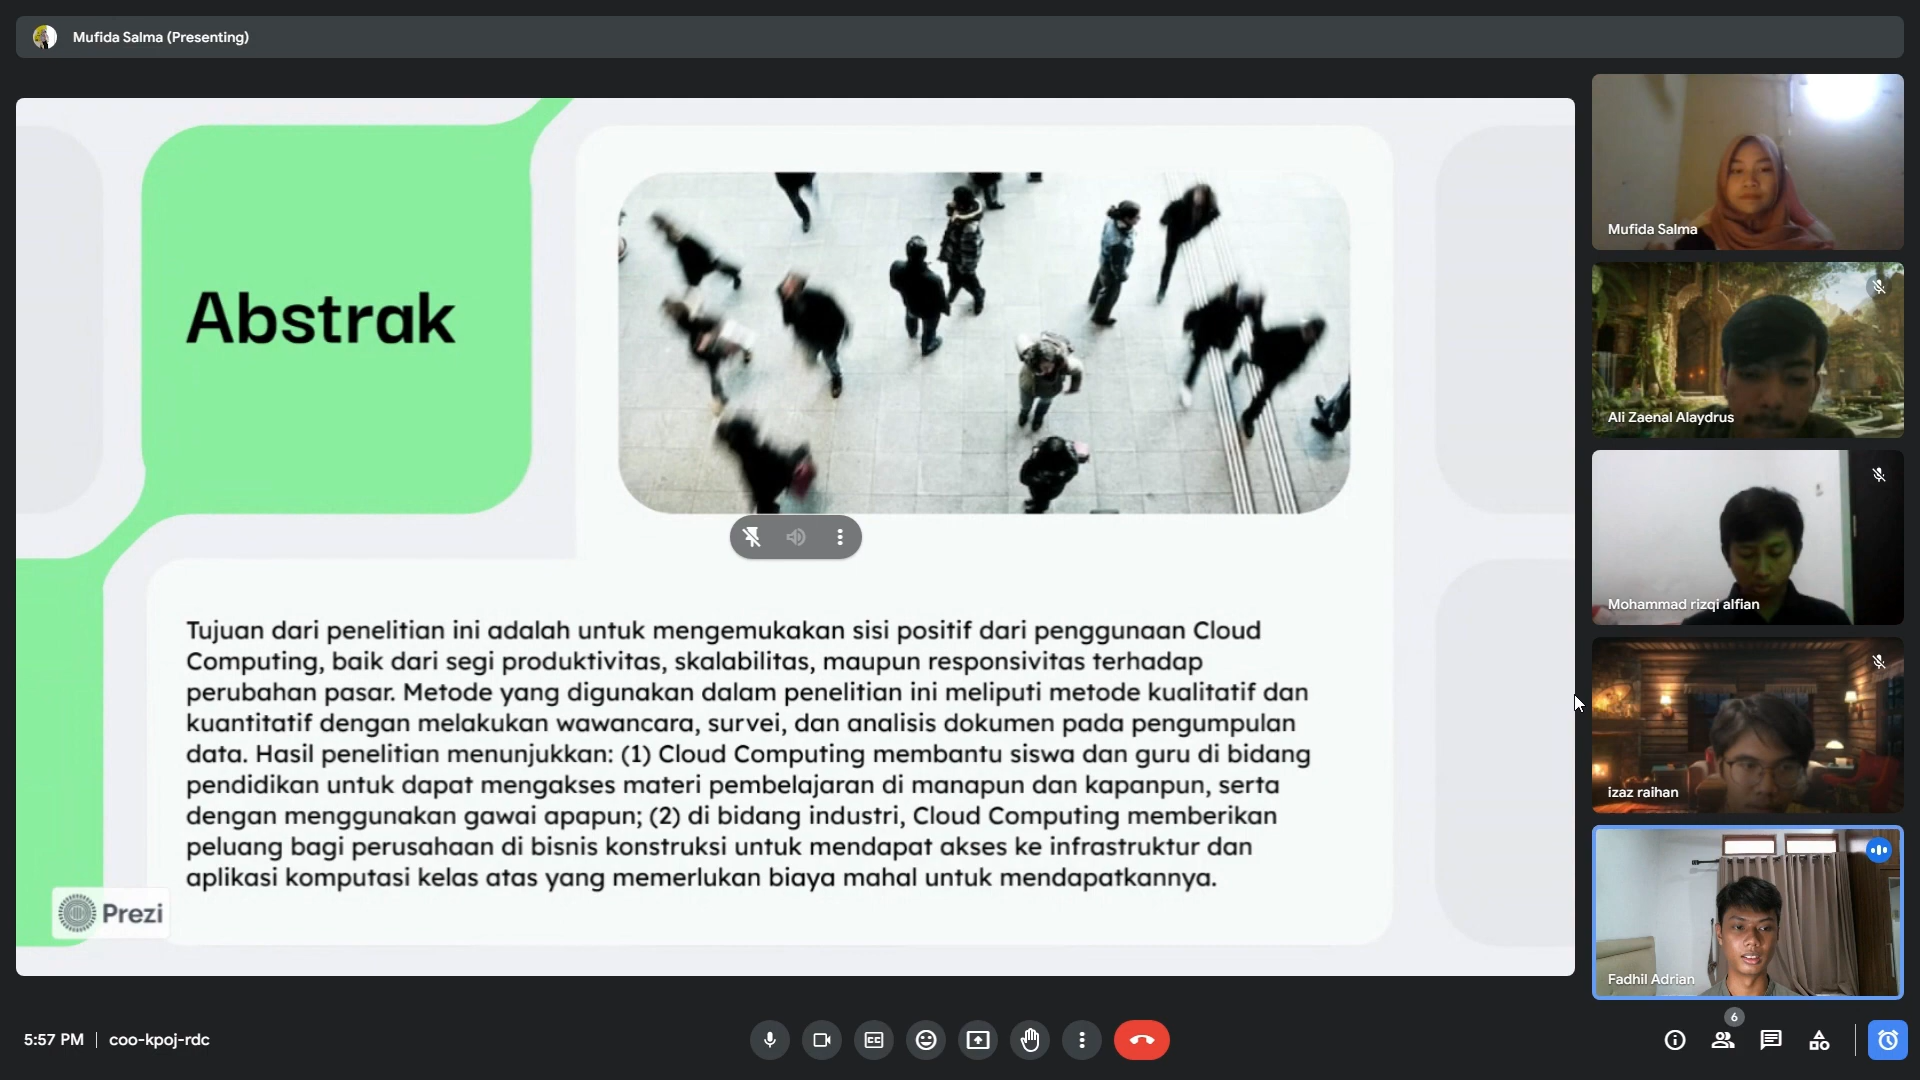 Mufida Salma (Presenting)
Abstrak
Tujuan dari penelitian ini adalah untuk mengemukakan sisi positif dari penggunaan Cloud
Computing, baik dari segi produktivitas, skalabilitas, maupun responsivitas terhadap
perubahan pasar. Metode yang digunakan dalam penelitian ini meliputi metode kualitatif dan
kuantitatif dengan melakukan wawancara, survei, dan analisis dokumen pada pengumpulan
data. Hasil penelitian menunjukkan: (1) Cloud Computing membantu siswa dan guru di bidang
pendidikan untuk dapat mengakses materi pembelajaran di manapun dan kapanpun, serta
dengan menggunakan gawai apapun; (2) di bidang industri, Cloud Computing memberikan
peluang bagi perusahaan di bisnis konstruksi untuk mendapat akses ke infrastruktur dan
aplikasi komputasi kelas atas yang memerlukan biaya mahal untuk mendapatkannya.
Prezi
Mufida Salma
Ali Zaenal Alaydrus
Mohammad rizqi alfian
izaz raihan
Fadhil Adrian
5:57 PM | coo-kpoj-rdc
6